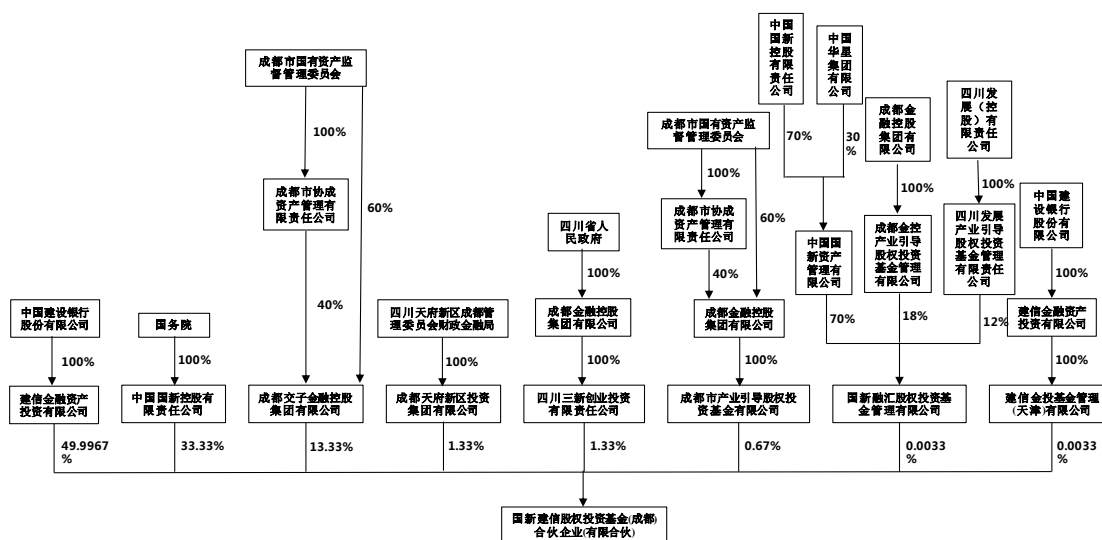 中国
国新
控股
有限
责任
公司
中国
华星
集团
有限
公司
成都市国有资产监
督管理委员会
成都金
融控股
集团有
限公司
四川发
展（控
股）有
限责任
公司
成都市国有资产监
督管理委员会
70%
30
%
100%
100%
100%
100%
成都市协成
资产管理有
限责任公司
60%
成都市协成
资产管理有
限责任公司
60%
四川省人
民政府
中国国
新资产
管理有
限公司
成都金控
产业引导
股权投资
基金管理
有限公司
四川发展
产业引导
股权投资
基金管理
有限责任
公司
中国建
设银行
股份有
限公司
40%
100%
40%
100%
中国建设银行
股份有限公司
国务院
四川天府新区成都管
理委员会财政金融局
成都金融控股
集团有限公司
成都金融控股
集团有限公司
70%
18%
12%
建信金融资产
投资有限公司
100%
100%
100%
100%
100%
100%
建信金融资产
投资有限公司
中国国新控股有
限责任公司
成都交子金融控股
集团有限公司
成都天府新区投资
集团有限公司
四川三新创业投资
有限责任公司
成都市产业引导股权投
资基金有限公司
国新融汇股权投资基
金管理有限公司
建信金投基金管理
(天津)有限公司
49.9967
%
33.33%
13.33%
1.33%
1.33%
0.67%
0.0033
%
0.0033
%
国新建信股权投资基金(成都)
合伙企业(有限合伙)